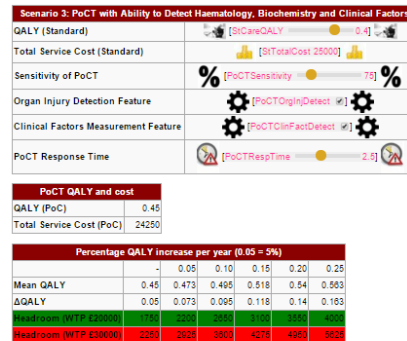 Scenario 3: PoCT with Ability to Detect Haematology, Biochemistry and Clinical Factors
QALY (Standard) [StCareQALY 0.4]
Total Service Cost (Standard) [StTotalCost 25000]
Sensitivity of PoCT [PoCTSensitivity 75]
Organ Injury Detection Feature [PoCTOrgInjDetect ]
Clinical Factors Measurement Feature [PoCTClinFactDetect ]
PoCT Response Time [PoCTRespTime 2.5]
PoCT QALY and cost
QALY (PoC) 0.45
Total Service Cost (PoC) 24250
Percentage QALY increase per year (0.05 = 5%)
- 0.05 0.10 0.15 0.20 0.25
Mean QALY 0.45 0.473 0.495 0.518 0.54 0.563
ΔQALY 0.05 0.073 0.095 0.118 0.14 0.163
Headroom (WTP £20000) 1750 2200 2650 3100 3550 4000
Headroom (WTP £30000) 2250 2925 3600 4275 4950 5625